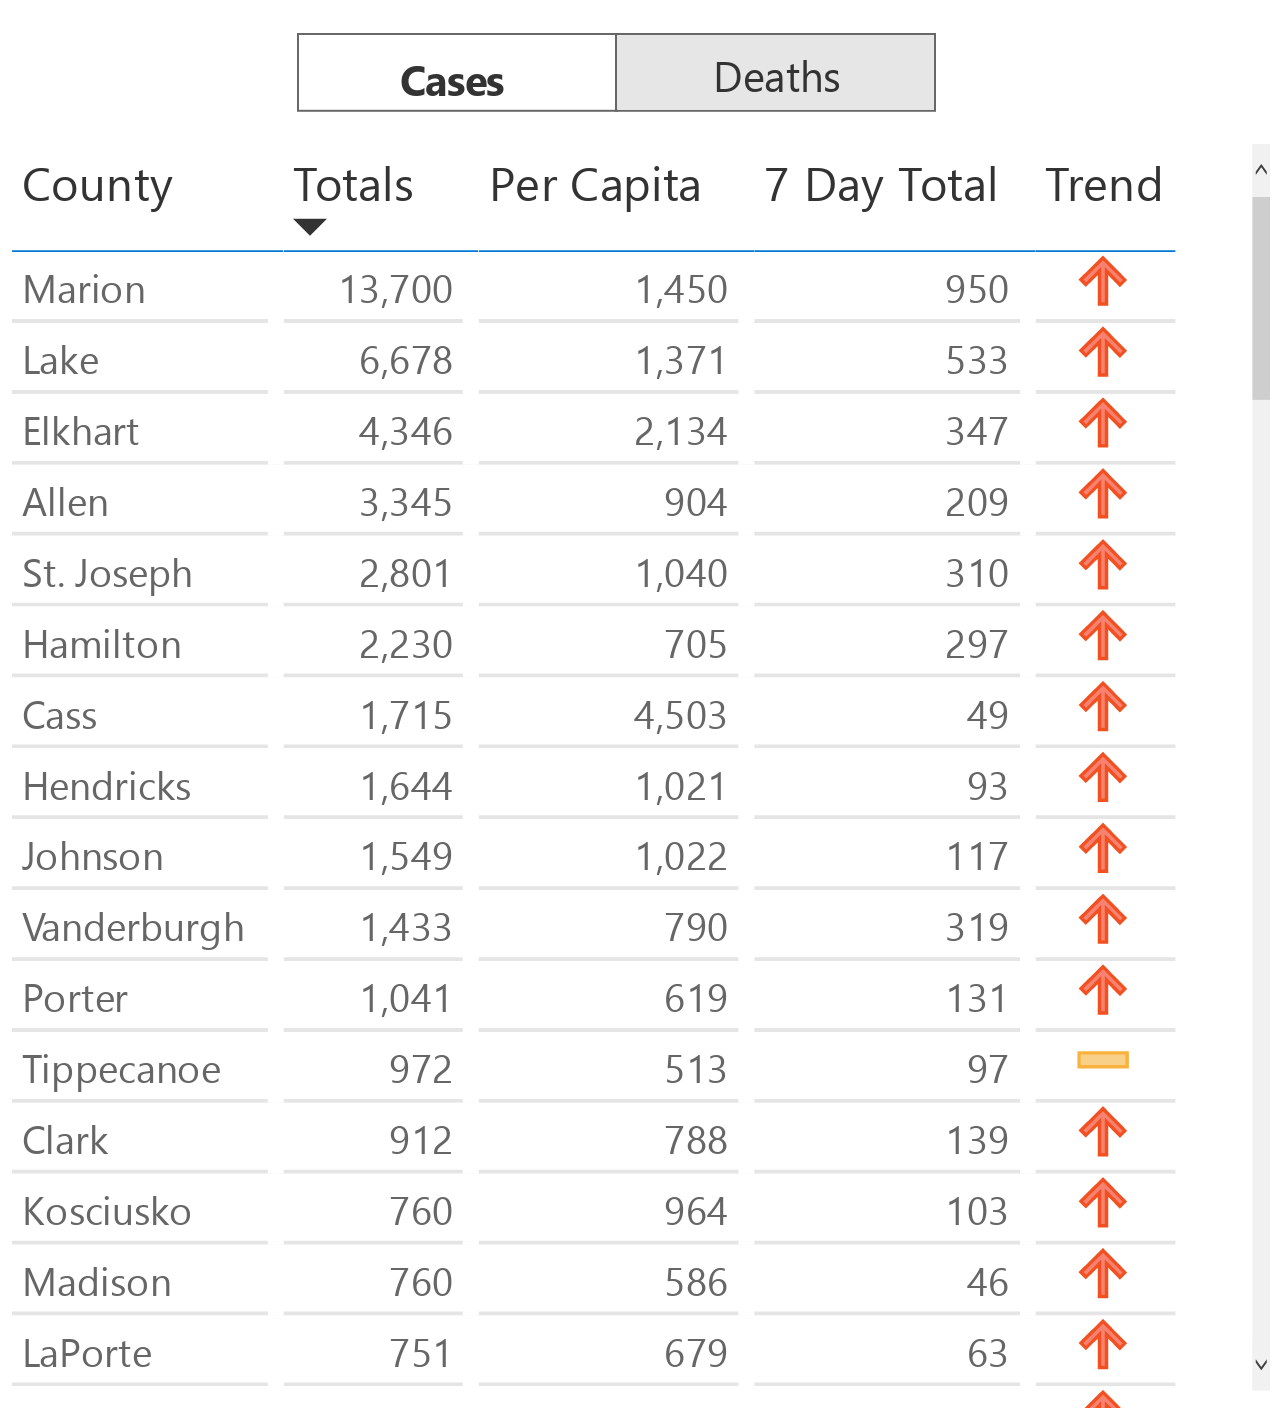 Cases Deaths
County Totals Per Capita 7 Day Total Trend
Marion 13,700 1,450 950
Lake 6,678 1,371 533
Elkhart 4,346 2,134 347
Allen 3,345 904 209
St. Joseph 2,801 1,040 310
Hamilton 2,230 705 297
Cass 1,715 4,503 49
Hendricks 1,644 1,021 93
Johnson 1,549 1,022 117
Vanderburgh 1,433 790 319
Porter 1,041 619 131
Tippecanoe 972 513 97
Clark 912 788 139
Kosciusko 760 964 103
Madison 760 586 46
LaPorte 751 679 63